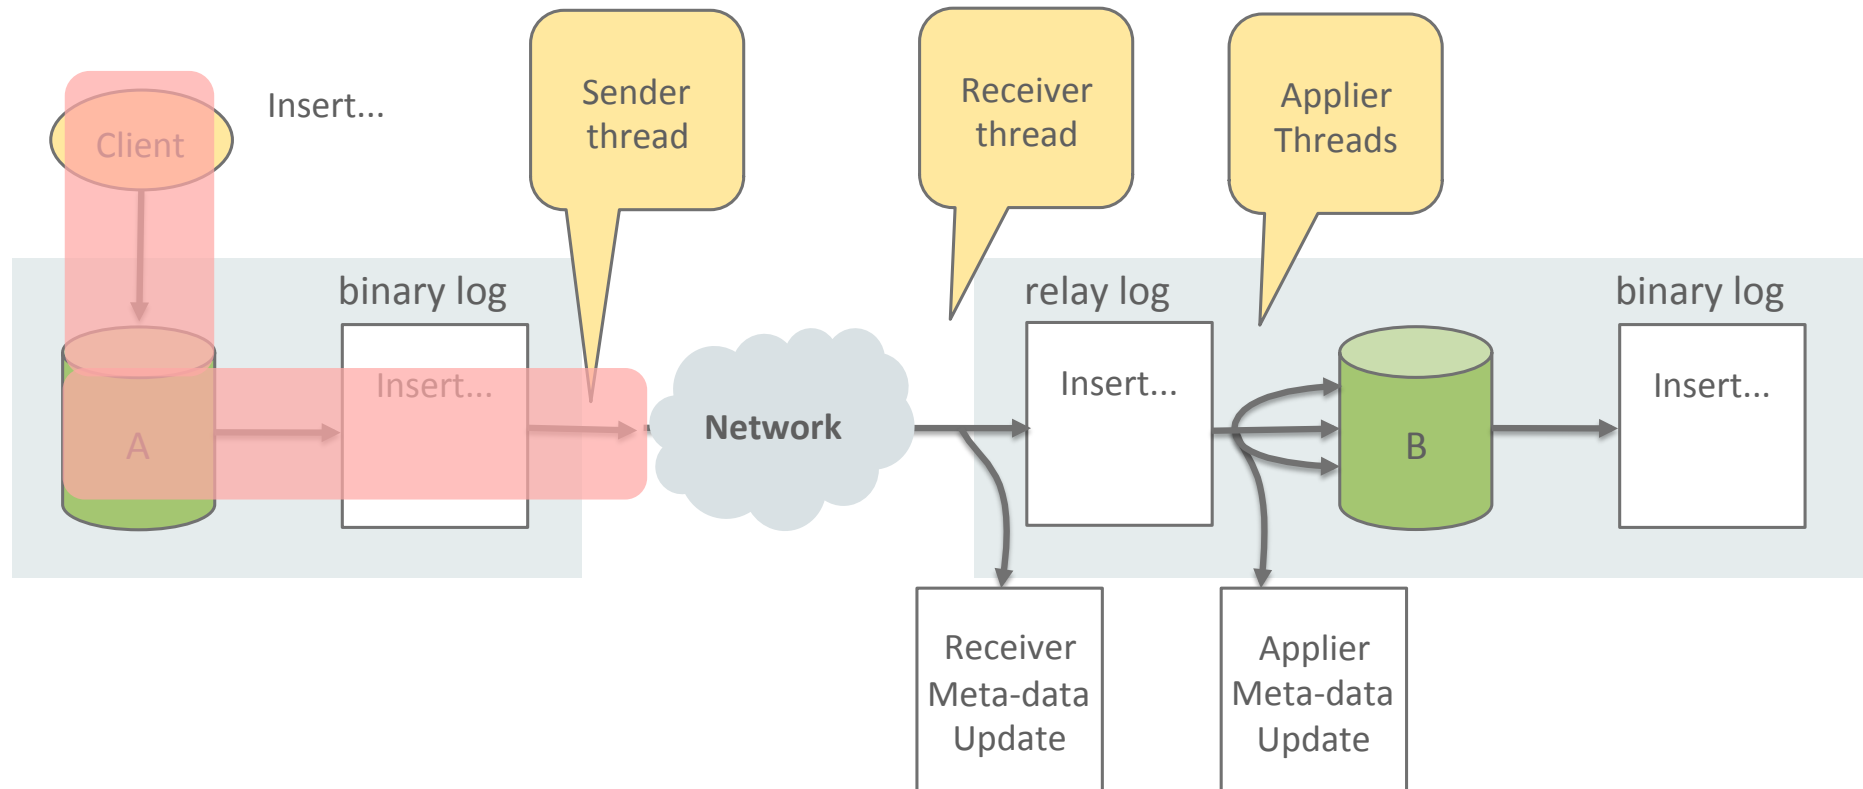 Client
Insert...
Sender
thread
Receiver
thread
Applier
Threads
binary log
Insert...
A
Network
relay log
Insert...
B
binary log
Insert...
Receiver
Meta-data
Update
Applier
Meta-data
Update